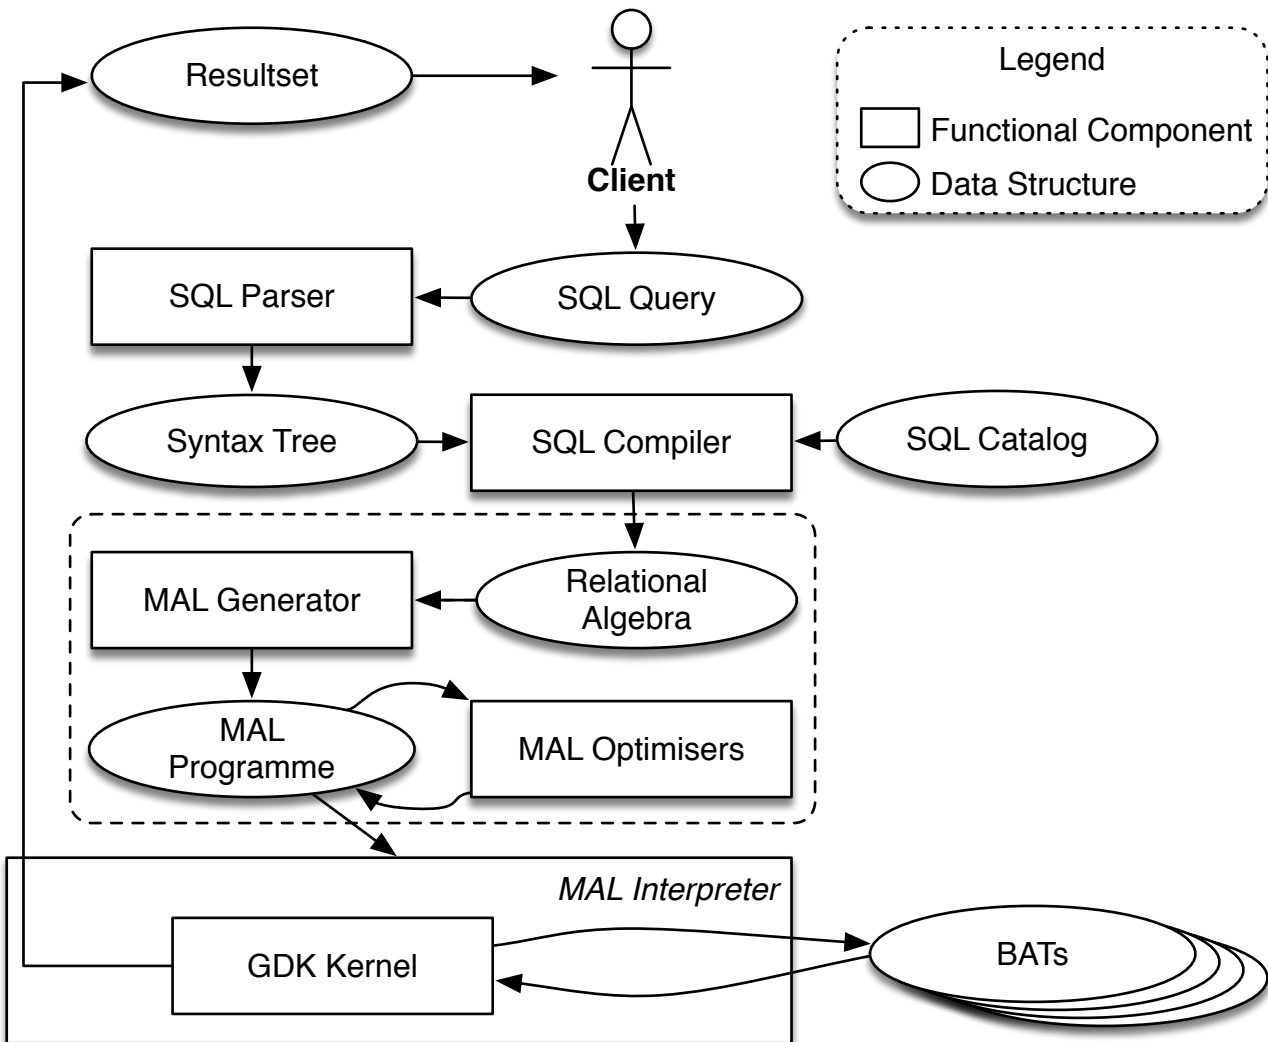 Resultset
Legend
Functional Component
Data Structure
Client
SQL Parser
SQL Query
Syntax Tree
SQL Compiler
SQL Catalog
MAL Generator
Relational
Algebra
MAL
Programme
MAL Optimisers
MAL Interpreter
GDK Kernel
BATs